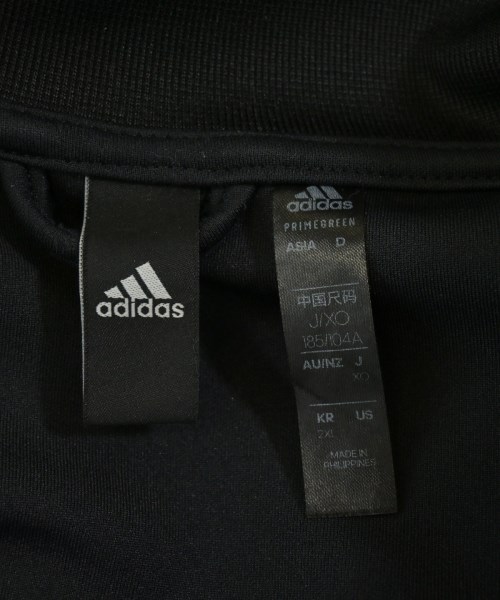 adidas
adidas
PRIMEGREEN
ASIA D
中国尺码
J/XO
185/104A
AU/NZ J
XO
KR US
2XL
MADE IN
PHILIPPINES